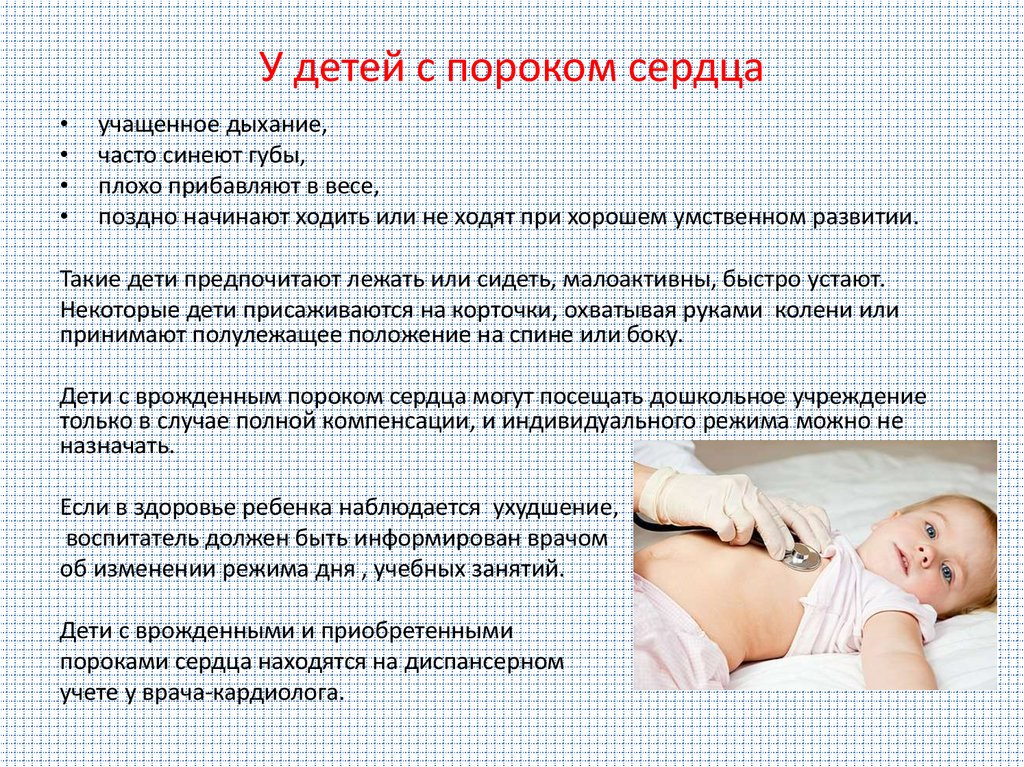 У детей с пороком сердца
• учащенное дыхание,
• часто синеют губы,
• плохо прибавляют в весе,
• поздно начинают ходить или не ходят при хорошем умственном развитии.
Такие дети предпочитают лежать или сидеть, малоактивны, быстро устают.
Некоторые дети присаживаются на корточки, охватывая руками колени или
принимают полулежащее положение на спине или боку.
Дети с врожденным пороком сердца могут посещать дошкольное учреждение
только в случае полной компенсации, и индивидуального режима можно не
назначать.
Если в здоровье ребенка наблюдается ухудшение,
воспитатель должен быть информирован врачом
об изменении режима дня , учебных занятий.
Дети с врожденными и приобретенными
пороками сердца находятся на диспансерном
учете у врача-кардиолога.